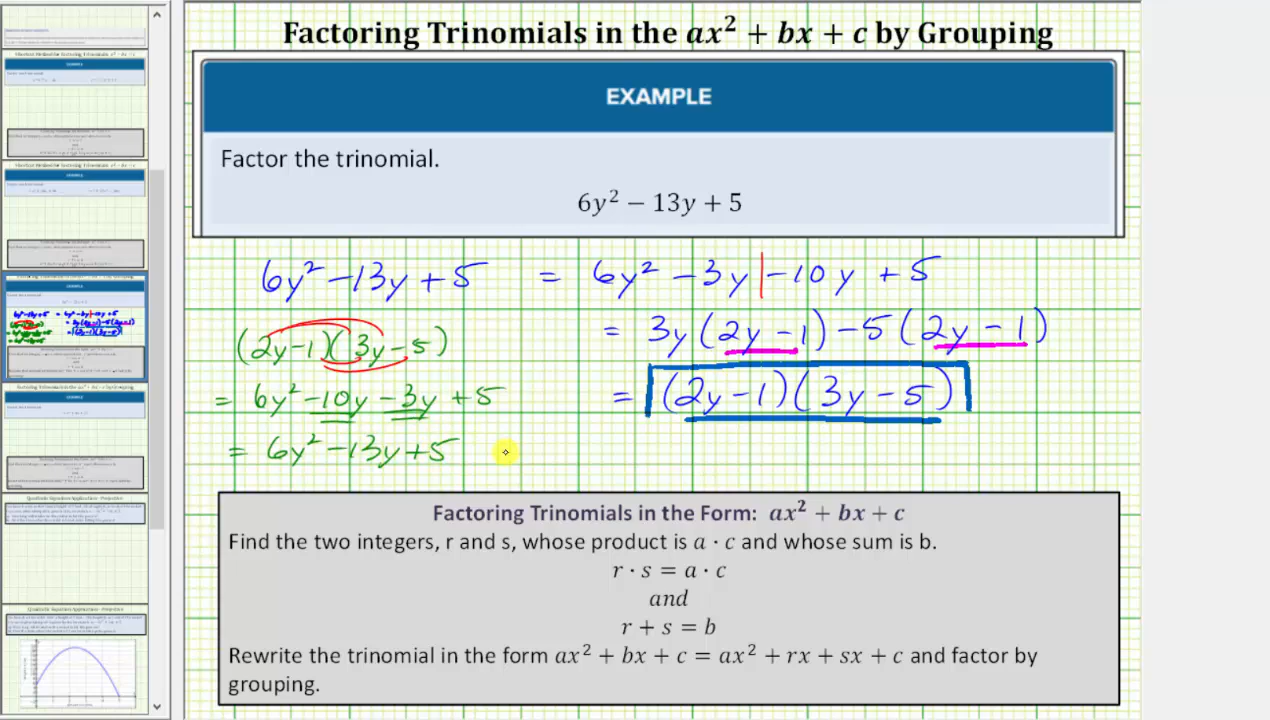 Factoring Trinomials in the ax² + bx + c by Grouping
EXAMPLE
Factor the trinomial.
6y² − 13y + 5
6y² − 13y + 5 = 6y² − 3y | − 10y + 5
= 3y(2y − 1) − 5(2y − 1)
= (2y − 1)(3y − 5)
(2y − 1)(3y − 5)
= 6y² − 10y − 3y + 5
= 6y² − 13y + 5
Factoring Trinomials in the Form: ax² + bx + c
Find the two integers, r and s, whose product is a · c and whose sum is b.
r · s = a · c
and
r + s = b
Rewrite the trinomial in the form ax² + bx + c = ax² + rx + sx + c and factor by
grouping.